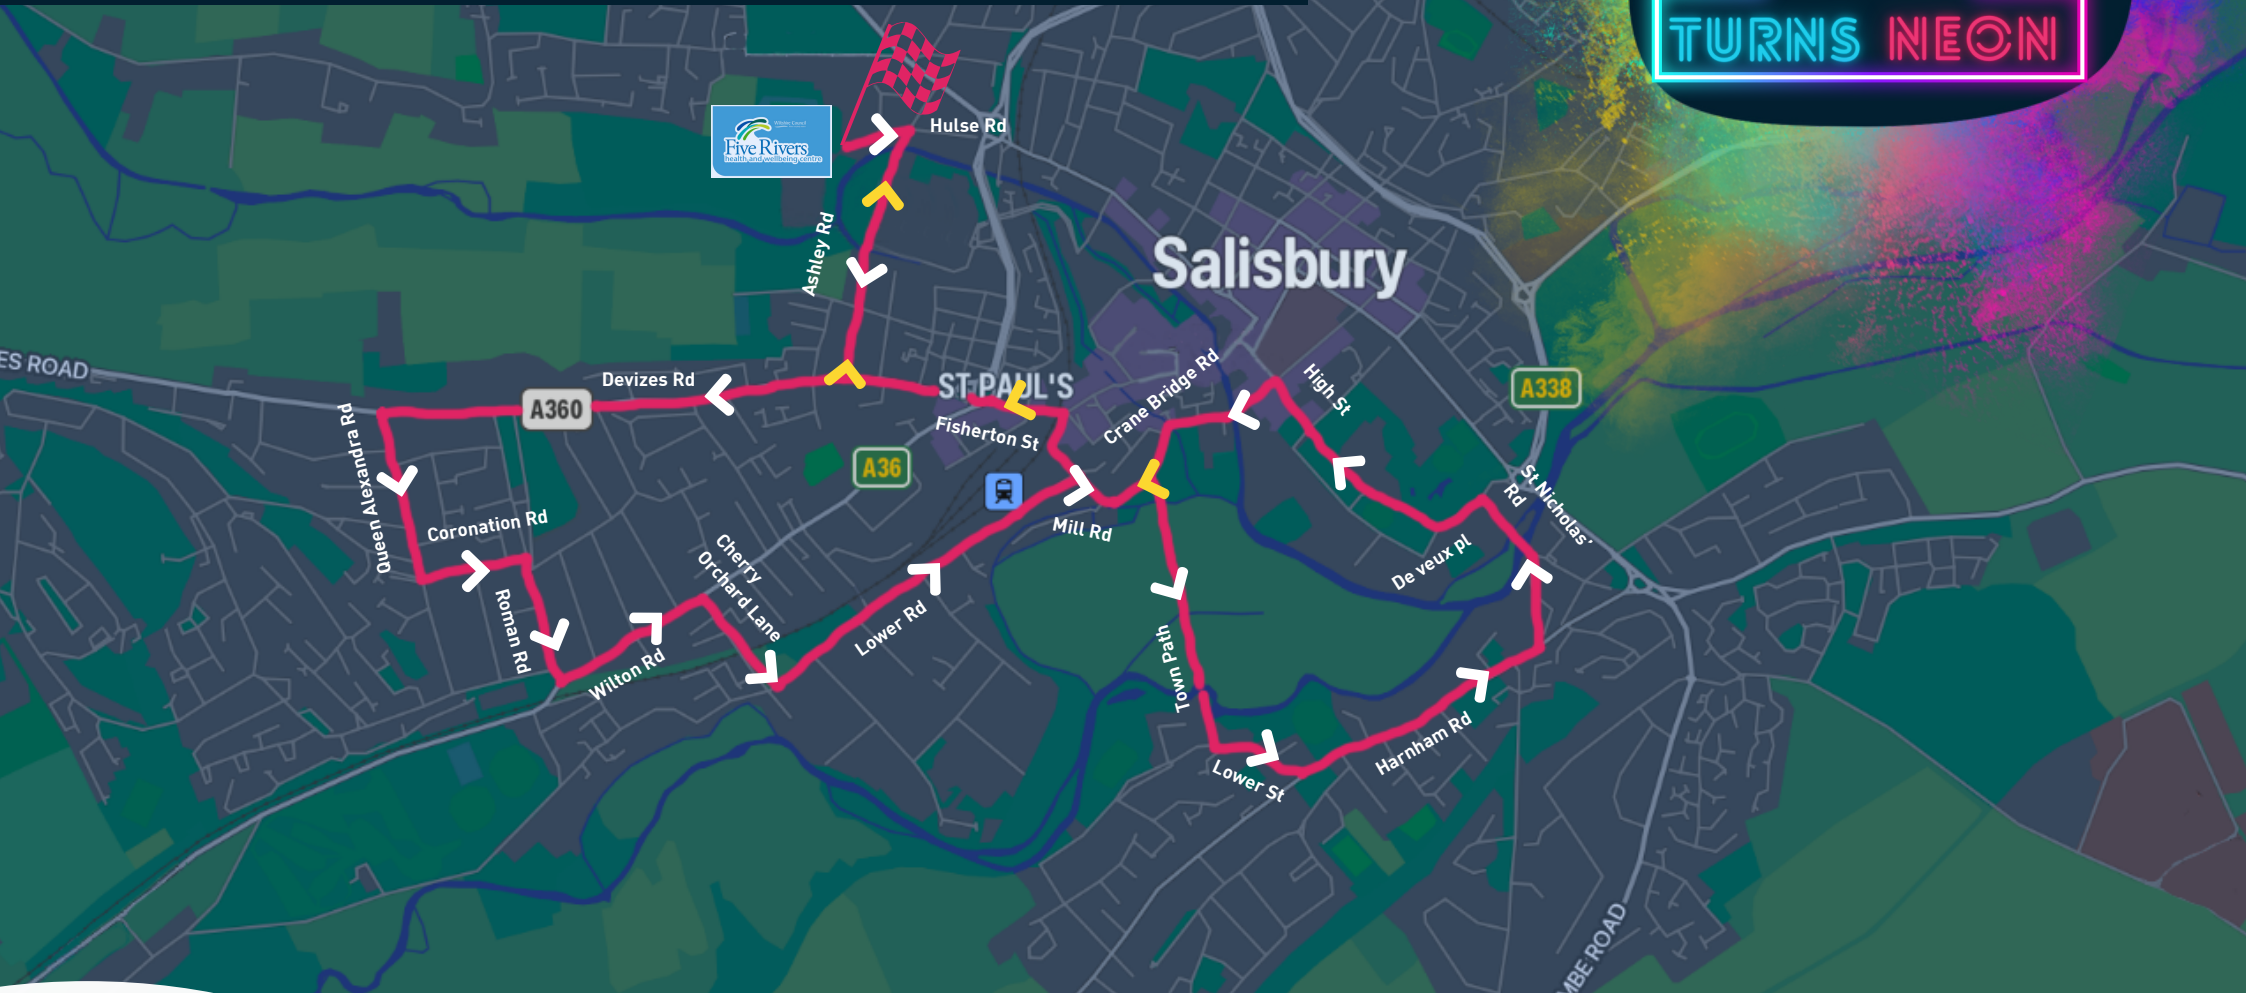 TURNS NEON
Hulse Rd
Wiltshire Council
Five Rivers
health and wellbeing centre
Ashley Rd
Salisbury
ES ROAD
Devizes Rd
A360
ST PAUL'S
Fisherton St
Crane Bridge Rd
High St
A338
Queen Alexandra Rd
A36
Coronation Rd
St Nicholas'
Rd
Mill Rd
De veux pl
Cherry
Orchard Lane
Roman Rd
Wilton Rd
Lower Rd
Town Path
Harnham Rd
Lower St
MBE ROAD